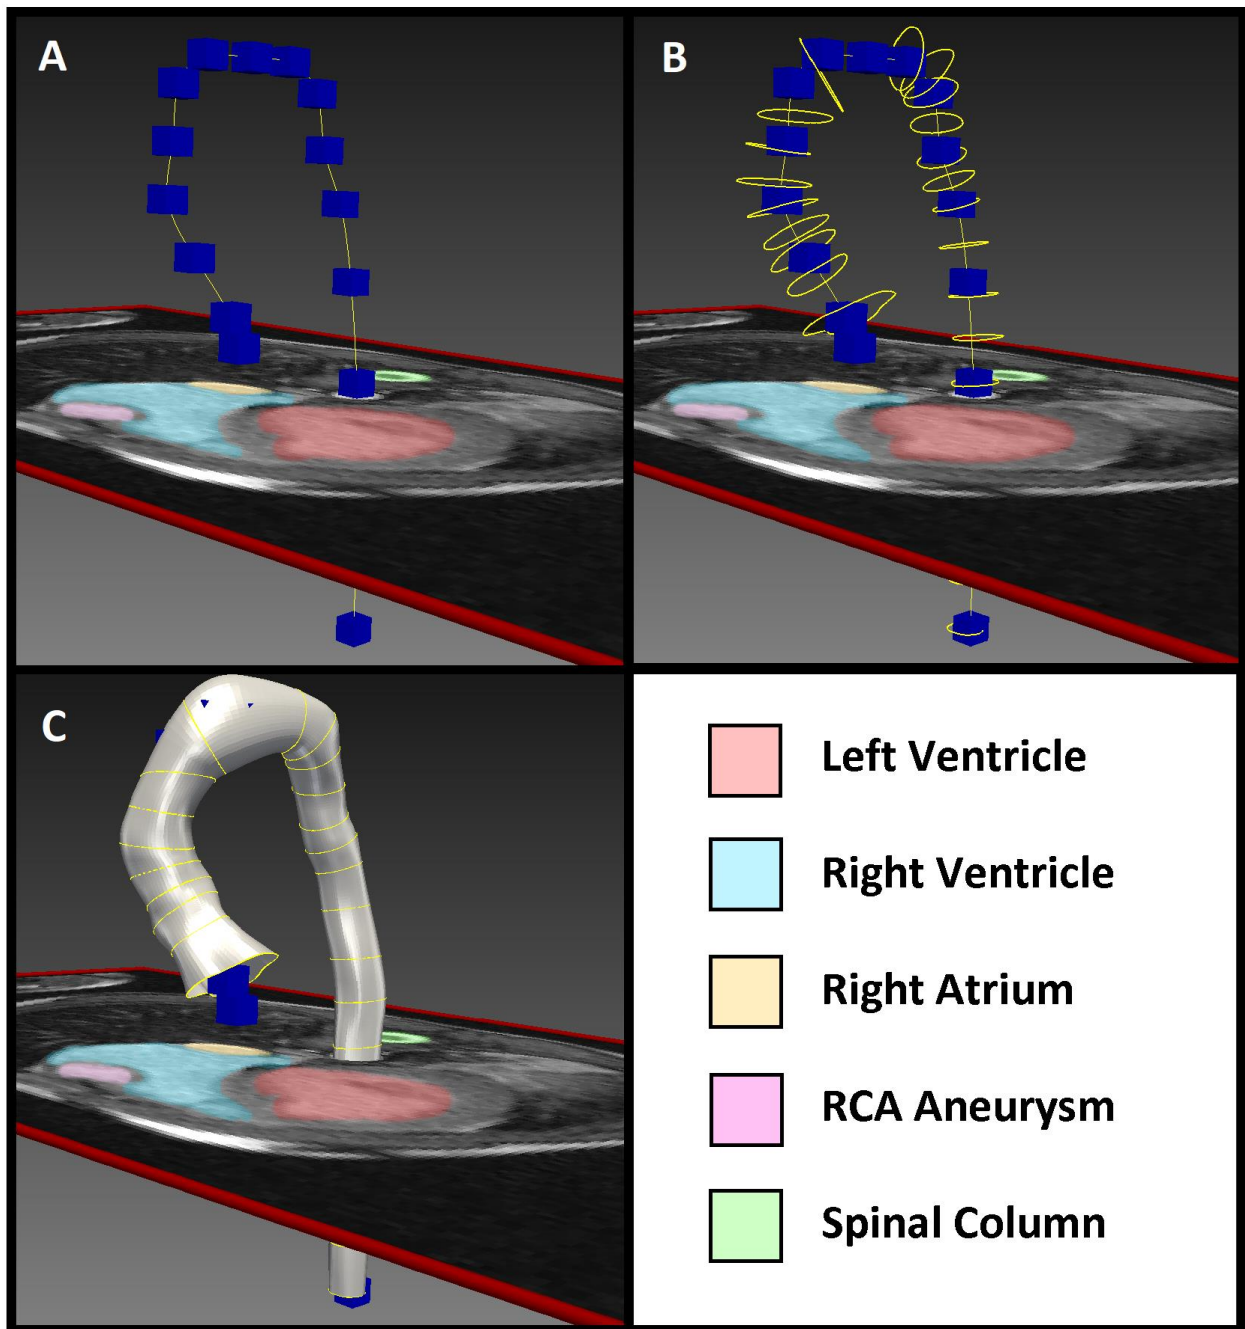 A
B
C
Left Ventricle
Right Ventricle
Right Atrium
RCA Aneurysm
Spinal Column